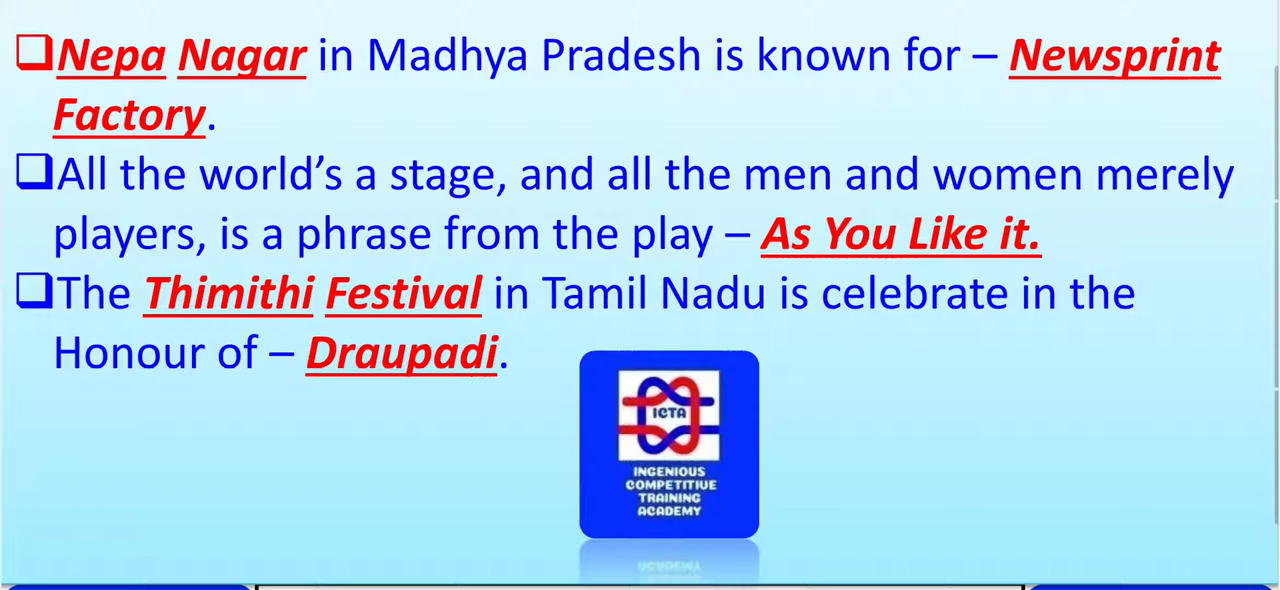 Nepa Nagar in Madhya Pradesh is known for – Newsprint
Factory.
All the world's a stage, and all the men and women merely
players, is a phrase from the play – As You Like it.
The Thimithi Festival in Tamil Nadu is celebrate in the
Honour of – Draupadi.
ICTA
INGENIOUS
COMPETITIVE
TRAINING
ACADEMY